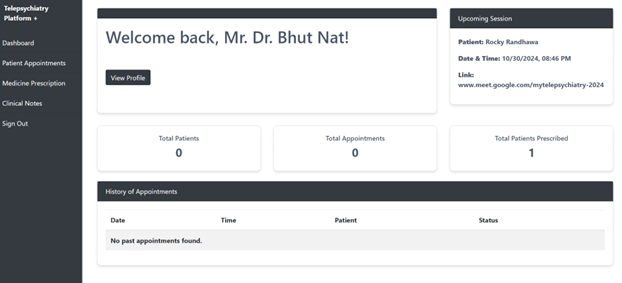 Telepsychiatry
Platform +
Dashboard
Patient Appointments
Medicine Prescription
Clinical Notes
Sign Out
Welcome back, Mr. Dr. Bhut Nat!
View Profile
Upcoming Session
Patient: Rocky Randhawa
Date & Time: 10/30/2024, 08:46 PM
Link:
www.meet.google.com/mytelepsychiatry-2024
Total Patients
0
Total Appointments
0
Total Patients Prescribed
1
History of Appointments
Date Time Patient Status
No past appointments found.